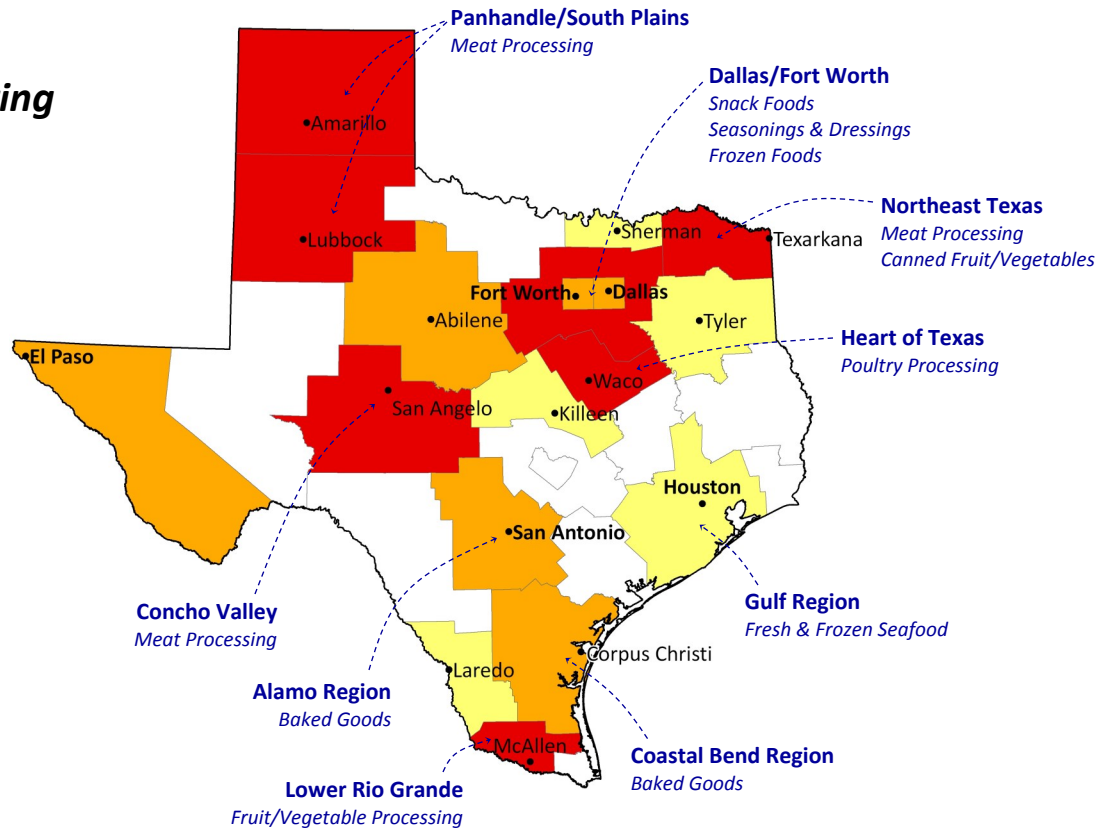 Panhandle/South Plains
Meat Processing
Dallas/Fort Worth
Snack Foods
Seasonings & Dressings
Frozen Foods
Amarillo
Northeast Texas
Meat Processing
Canned Fruit/Vegetables
Lubbock
Sherman
Texarkana
Fort Worth
Dallas
Abilene
Tyler
Heart of Texas
Poultry Processing
El Paso
Waco
San Angelo
Killeen
Houston
San Antonio
Concho Valley
Meat Processing
Gulf Region
Fresh & Frozen Seafood
Corpus Christi
Laredo
Alamo Region
Baked Goods
McAllen
Coastal Bend Region
Baked Goods
Lower Rio Grande
Fruit/Vegetable Processing